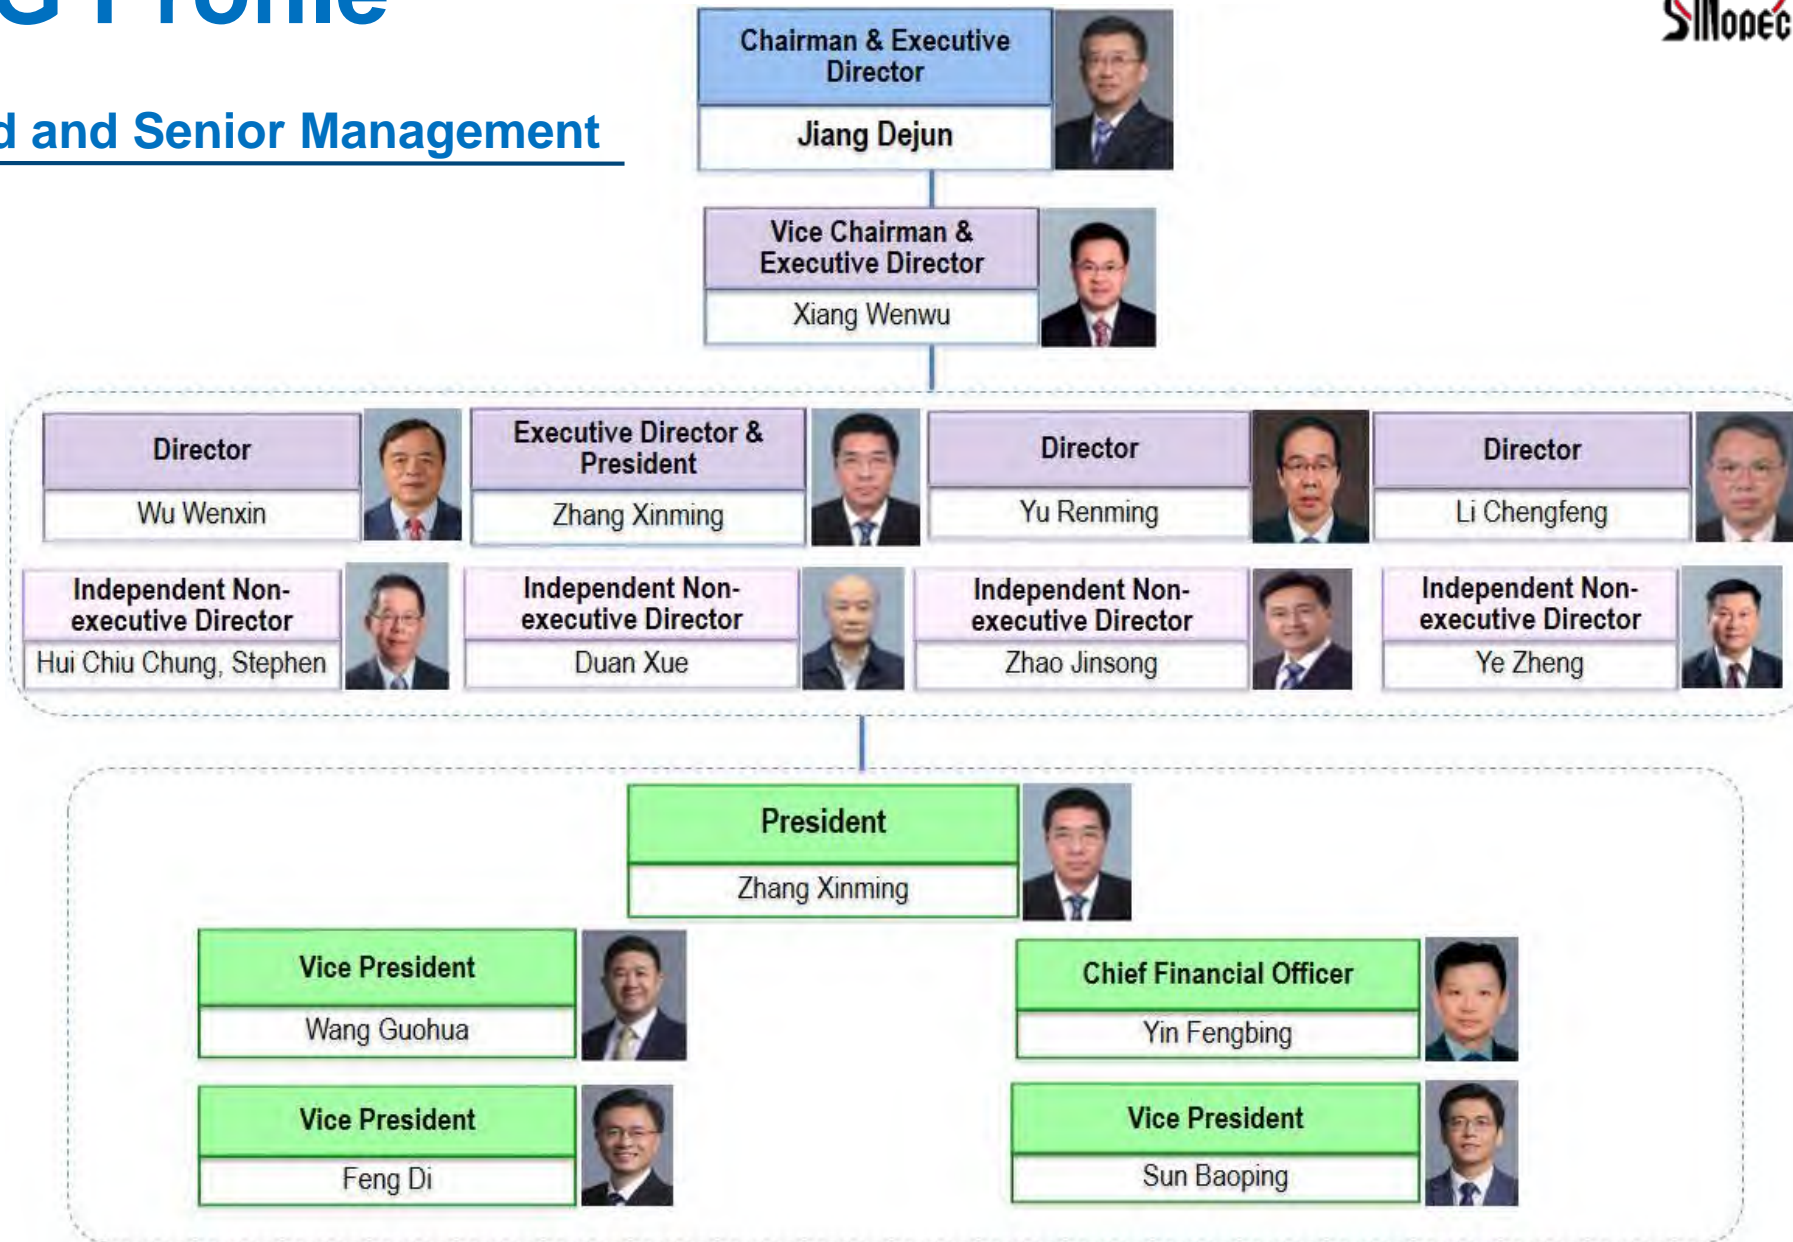 G Profile
SINOPEC
d and Senior Management
Chairman & Executive
Director
Jiang Dejun
Vice Chairman &
Executive Director
Xiang Wenwu
Director
Wu Wenxin
Executive Director &
President
Zhang Xinming
Director
Yu Renming
Director
Li Chengfeng
Independent Non-
executive Director
Hui Chiu Chung, Stephen
Independent Non-
executive Director
Duan Xue
Independent Non-
executive Director
Zhao Jinsong
Independent Non-
executive Director
Ye Zheng
President
Zhang Xinming
Vice President
Wang Guohua
Chief Financial Officer
Yin Fengbing
Vice President
Feng Di
Vice President
Sun Baoping